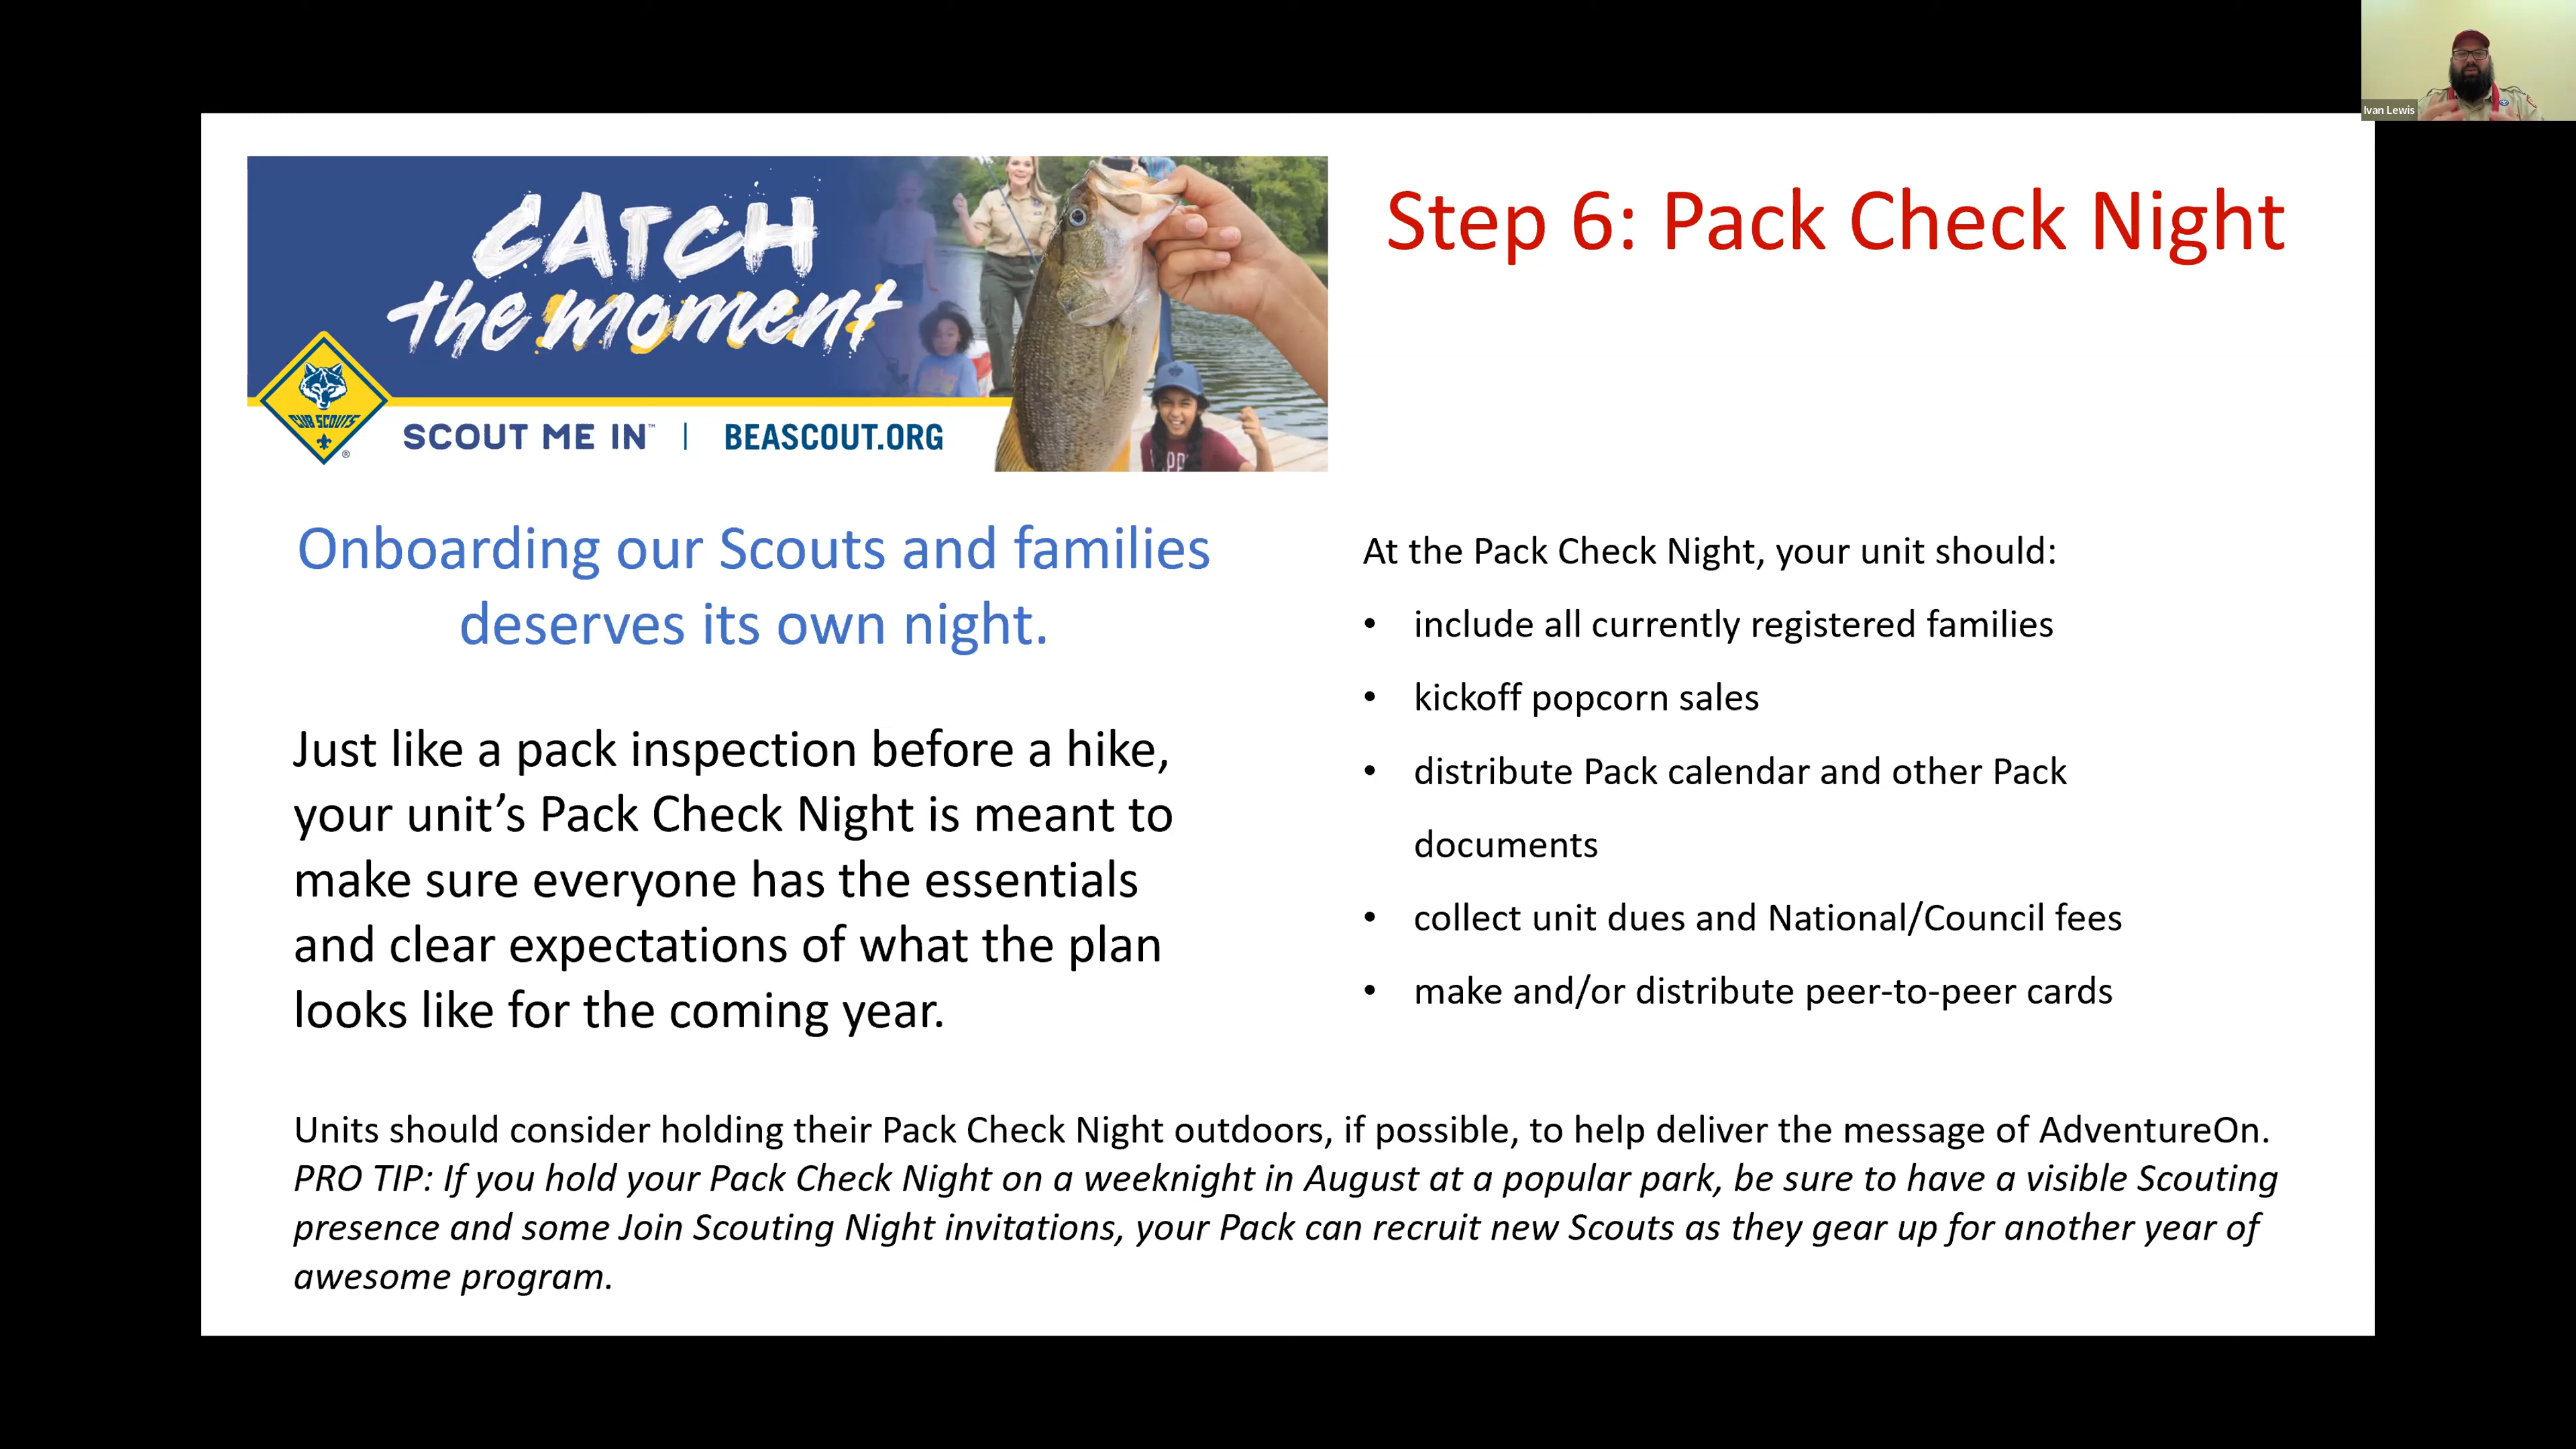 Ivan Lewis
CATCH
the moment
CUB SCOUTS
®
SCOUT ME IN™ | BEASCOUT.ORG
Step 6: Pack Check Night
Onboarding our Scouts and families
deserves its own night.
Just like a pack inspection before a hike,
your unit’s Pack Check Night is meant to
make sure everyone has the essentials
and clear expectations of what the plan
looks like for the coming year.
At the Pack Check Night, your unit should:
• include all currently registered families
• kickoff popcorn sales
• distribute Pack calendar and other Pack
documents
• collect unit dues and National/Council fees
• make and/or distribute peer-to-peer cards
Units should consider holding their Pack Check Night outdoors, if possible, to help deliver the message of AdventureOn.
PRO TIP: If you hold your Pack Check Night on a weeknight in August at a popular park, be sure to have a visible Scouting
presence and some Join Scouting Night invitations, your Pack can recruit new Scouts as they gear up for another year of
awesome program.